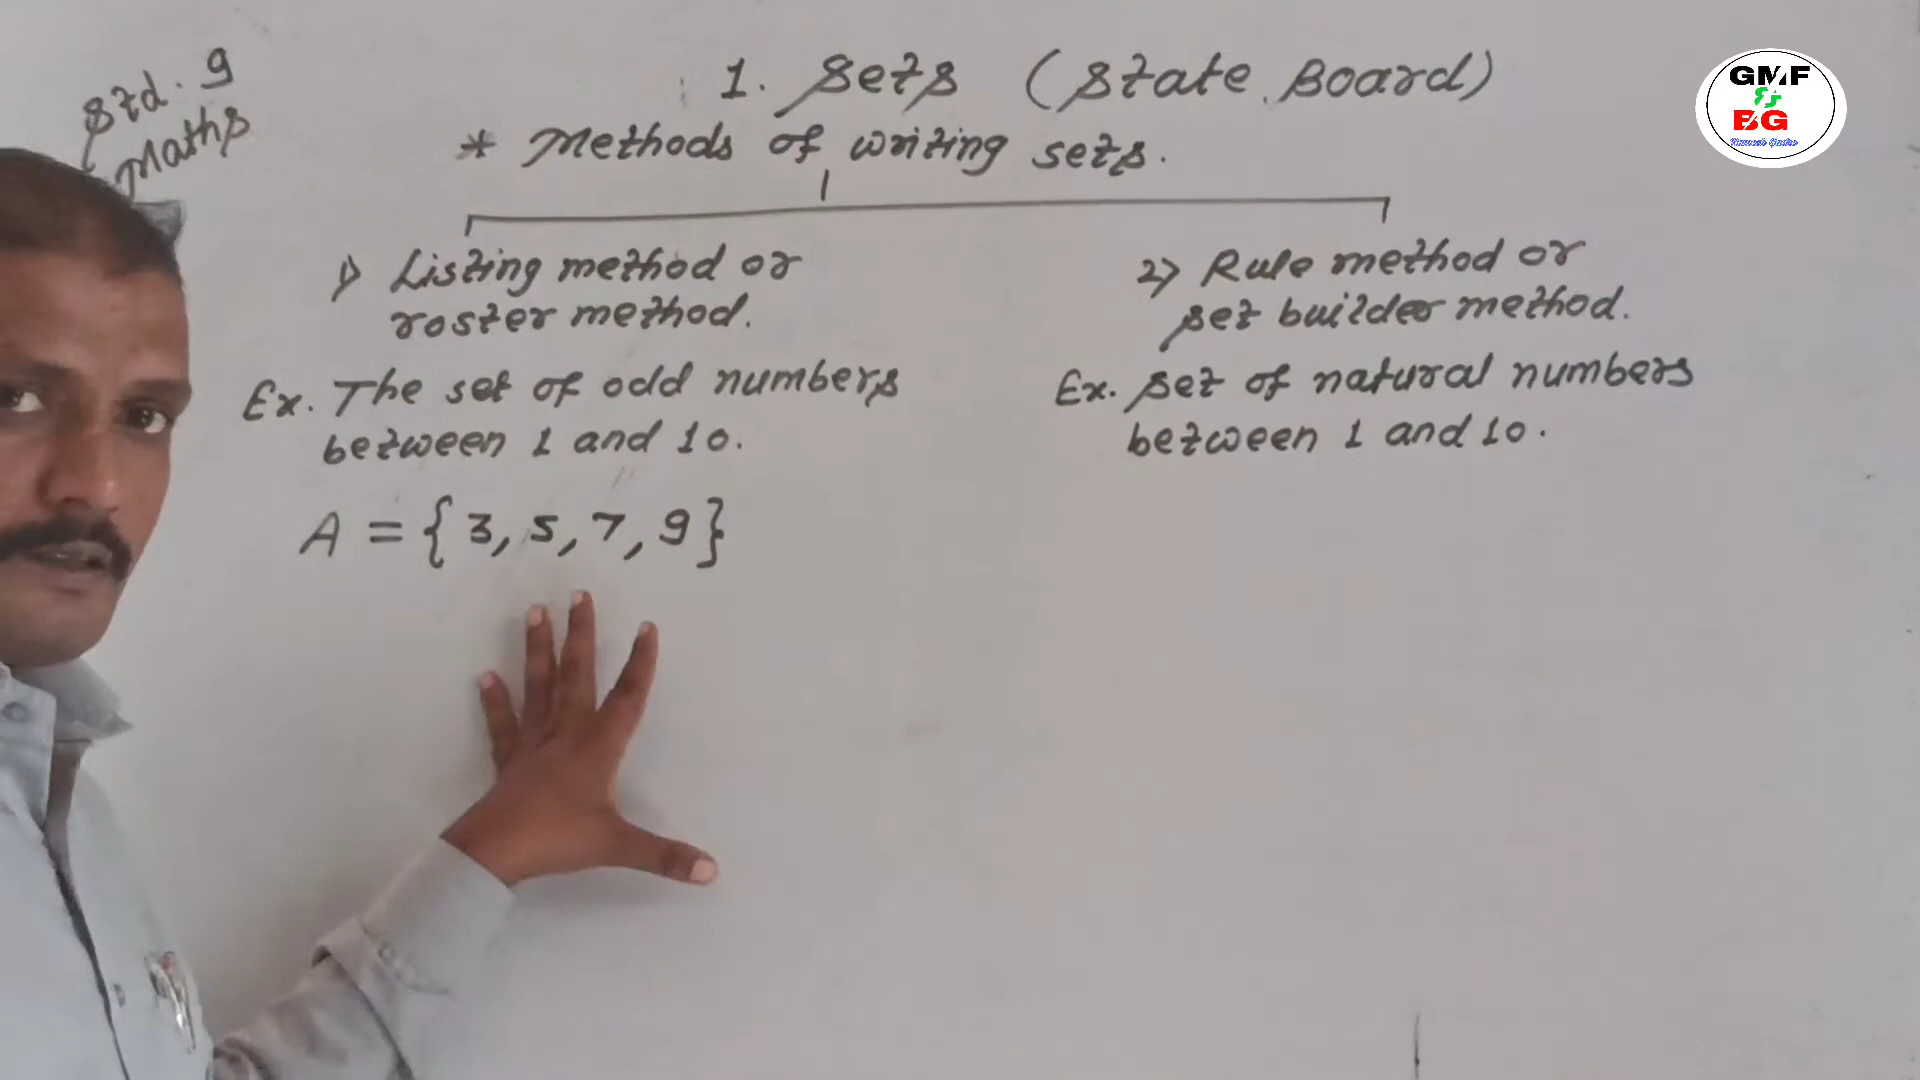 Std. 9
Maths
1. Sets (State Board)
* Methods of writing sets.
1) Listing method or
roster method.
Ex. The set of odd numbers
between 1 and 10.
A = { 3, 5, 7, 9 }
2) Rule method or
set builder method.
Ex. set of natural numbers
between 1 and 10.
GMF
BG